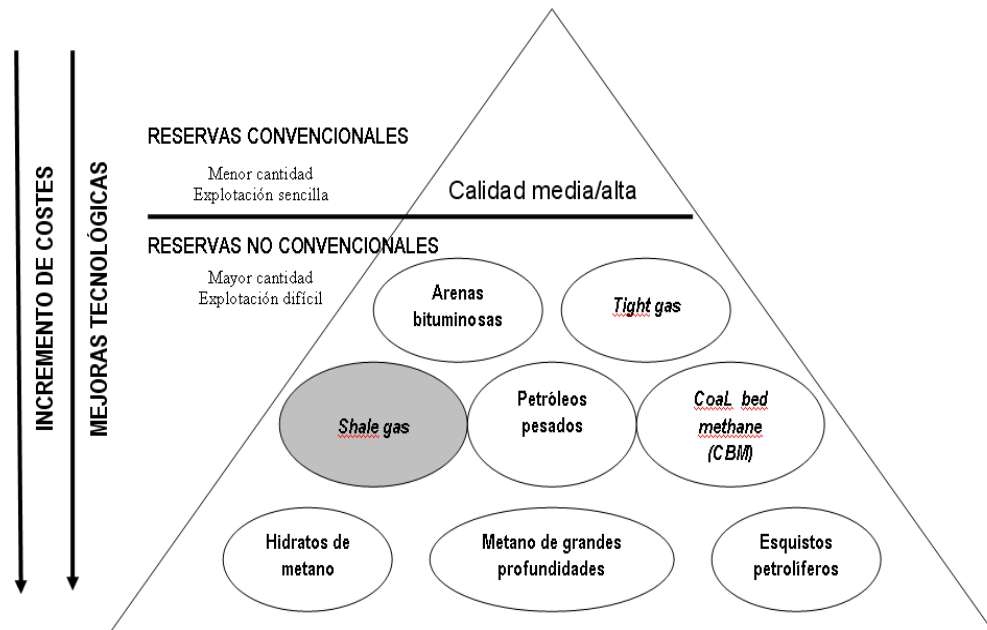 INCREMENTO DE COSTES
MEJORAS TECNOLÓGICAS
RESERVAS CONVENCIONALES
Menor cantidad
Explotación sencilla
Calidad media/alta
RESERVAS NO CONVENCIONALES
Mayor cantidad
Explotación difícil
Arenas
bituminosas
Tight gas
Shale gas
Petróleos
pesados
CoaL bed
methane
(CBM)
Hidratos de
metano
Metano de grandes
profundidades
Esquistos
petrolíferos